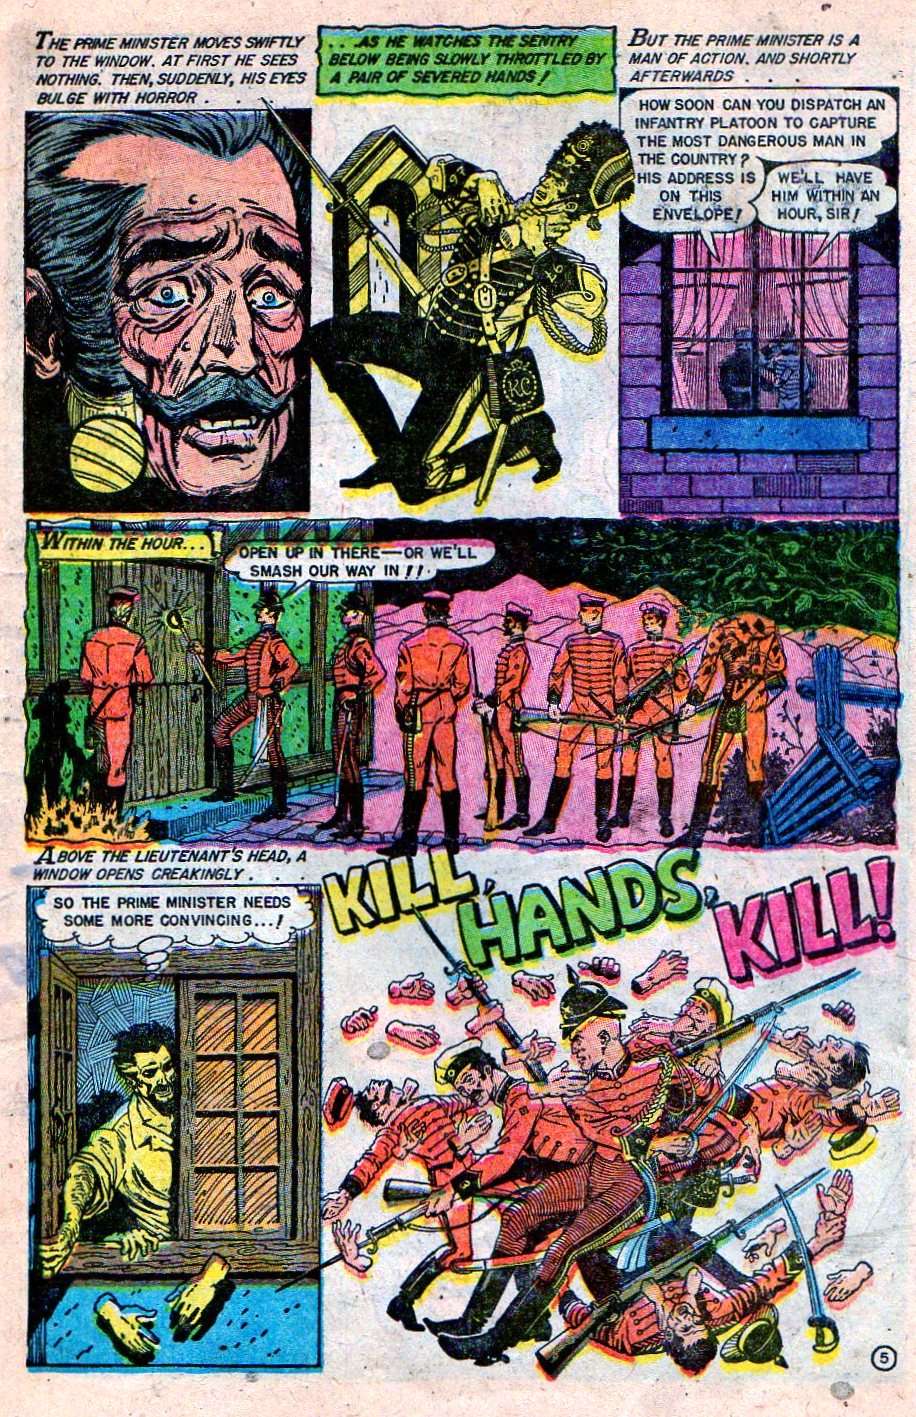 THE PRIME MINISTER MOVES SWIFTLY
TO THE WINDOW. AT FIRST HE SEES
NOTHING. THEN, SUDDENLY, HIS EYES
BULGE WITH HORROR . . . .
. . . AS HE WATCHES THE SENTRY
BELOW BEING SLOWLY THROTTLED BY
A PAIR OF SEVERED HANDS!
BUT THE PRIME MINISTER IS A
MAN OF ACTION. AND SHORTLY
AFTERWARDS . . . .
HOW SOON CAN YOU DISPATCH AN
INFANTRY PLATOON TO CAPTURE
THE MOST DANGEROUS MAN IN
THE COUNTRY?
HIS ADDRESS IS
ON THIS
ENVELOPE!
WE'LL HAVE
HIM WITHIN AN
HOUR, SIR!
KC
WITHIN THE HOUR...
OPEN UP IN THERE—OR WE'LL
SMASH OUR WAY IN!!
ABOVE THE LIEUTENANT'S HEAD, A
WINDOW OPENS CREAKINGLY . . . .
SO THE PRIME MINISTER NEEDS
SOME MORE CONVINCING...!
KILL, HANDS, KILL!
5